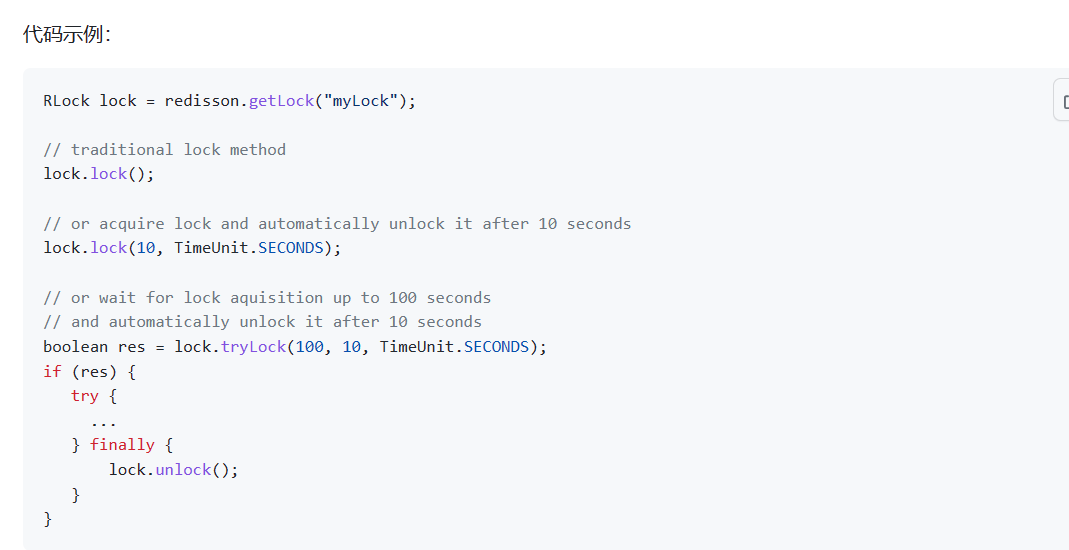 代码示例：
RLock lock = redisson.getLock("myLock");
// traditional lock method
lock.lock();
// or acquire lock and automatically unlock it after 10 seconds
lock.lock(10, TimeUnit.SECONDS);
// or wait for lock aquisition up to 100 seconds
// and automatically unlock it after 10 seconds
boolean res = lock.tryLock(100, 10, TimeUnit.SECONDS);
if (res) {
   try {
     ...
   } finally {
       lock.unlock();
   }
}